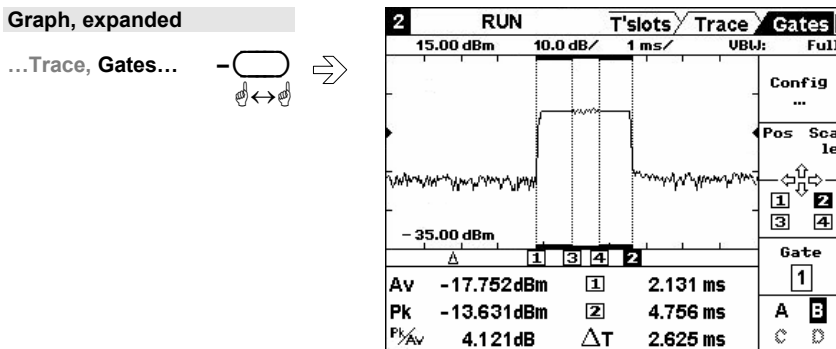 Graph, expanded
…Trace, Gates…
2 RUN T'slots Trace Gates
15.00 dBm 10.0 dB/ 1 ms/ VBW: Full
Config
...
Pos Sca
le
1 2
3 4
- 35.00 dBm
Δ 1 3 4 2
Gate
1
Av -17.752dBm 1 2.131 ms
Pk -13.631dBm 2 4.756 ms
Pk/Av 4.121dB ΔT 2.625 ms
A B
C D